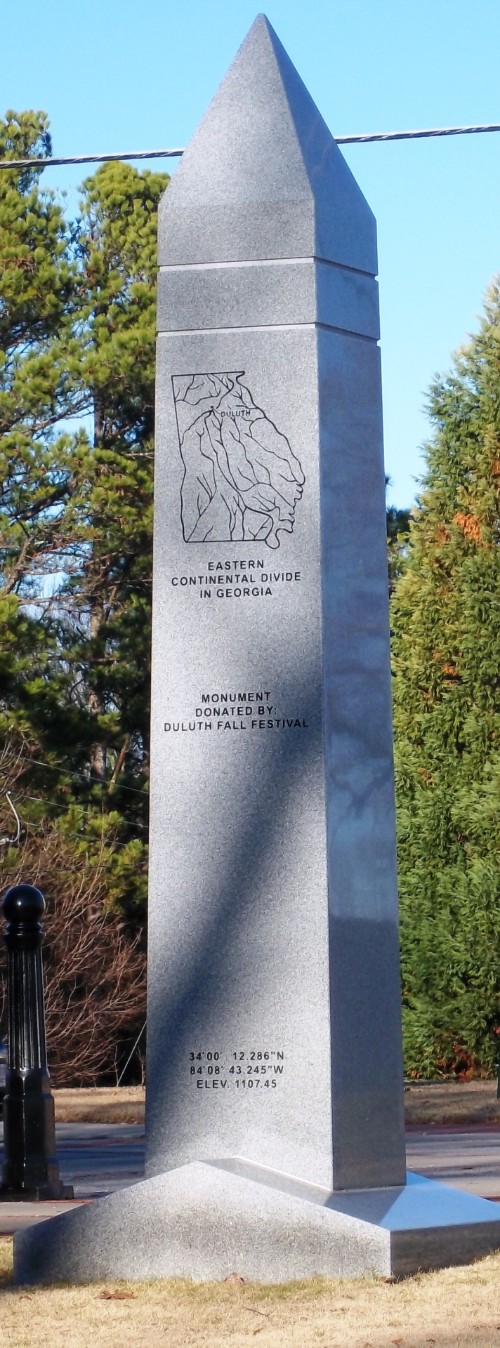 DULUTH
EASTERN
CONTINENTAL DIVIDE
IN GEORGIA
MONUMENT
DONATED BY:
DULUTH FALL FESTIVAL
34°00' 12.286"N
84°08' 43.245"W
ELEV. 1107.45